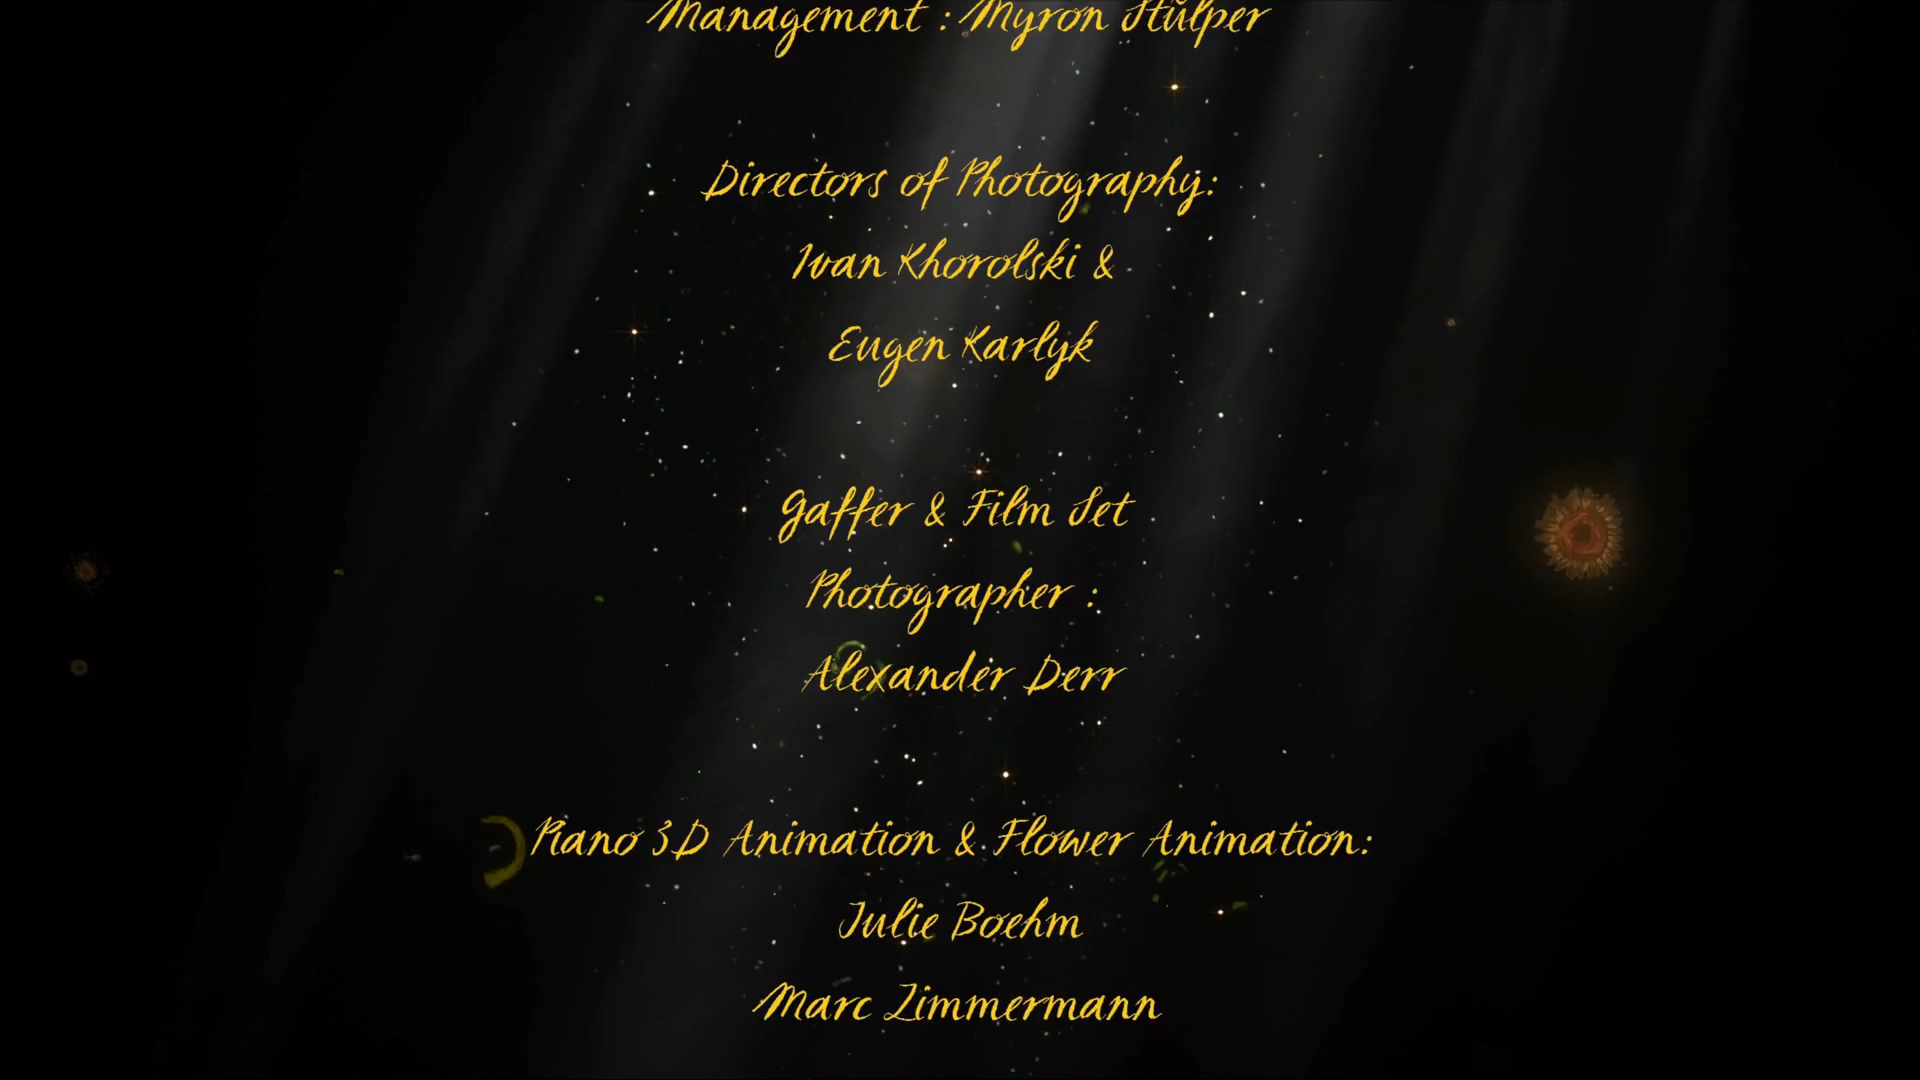 Management : Myron Stülper
Directors of Photography:
Ivan Khorolski &
Eugen Karlyk
Gaffer & Film Set
Photographer :
Alexander Derr
Piano 3D Animation & Flower Animation:
Julie Boehm
Marc Zimmermann